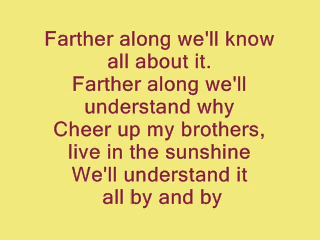 Farther along we'll know
all about it.
Farther along we'll
understand why
Cheer up my brothers,
live in the sunshine
We'll understand it
all by and by